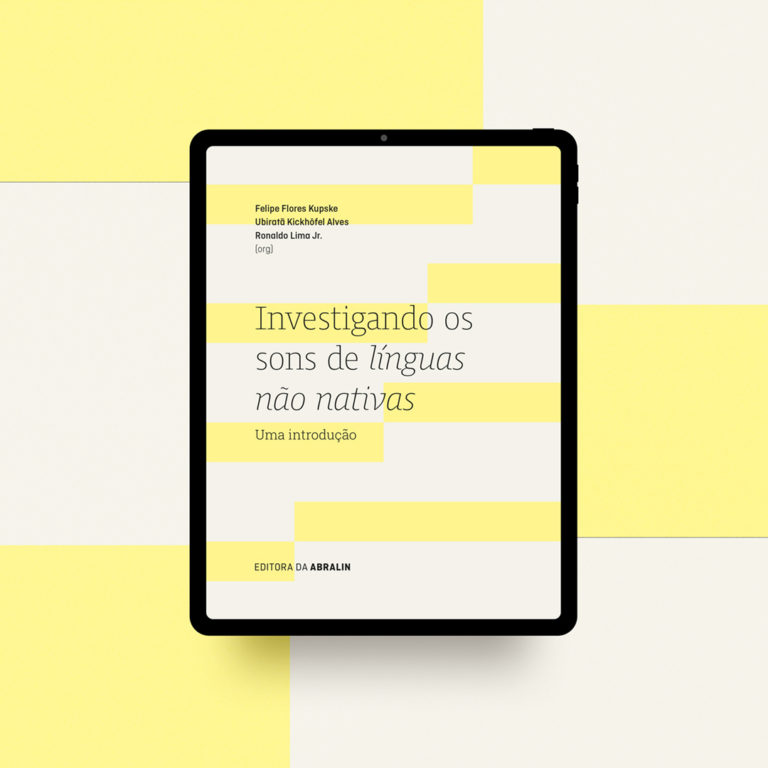 Felipe Flores Kupske
Ubiratã Kickhöfel Alves
Ronaldo Lima Jr.
(org)
Investigando os
sons de línguas
não nativas
Uma introdução
EDITORA DA ABRALIN